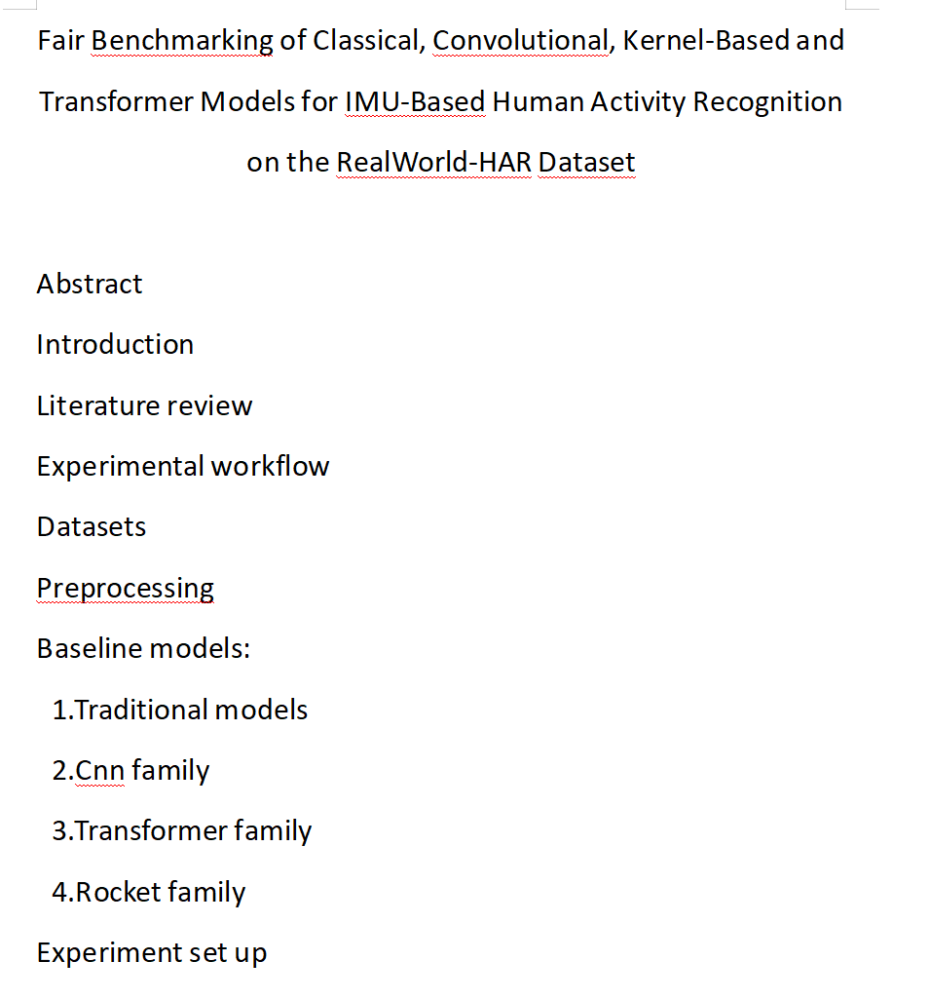 Fair Benchmarking of Classical, Convolutional, Kernel-Based and
Transformer Models for IMU-Based Human Activity Recognition
on the RealWorld-HAR Dataset
Abstract
Introduction
Literature review
Experimental workflow
Datasets
Preprocessing
Baseline models:
1.Traditional models
2.Cnn family
3.Transformer family
4.Rocket family
Experiment set up